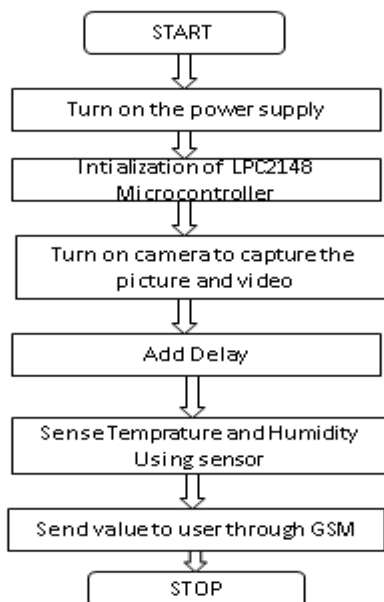 START
Turn on the power supply
Intialization of LPC2148
Microcontroller
Turn on camera to capture the
picture and video
Add Delay
Sense Temprature and Humidity
Using sensor
Send value to user through GSM
STOP